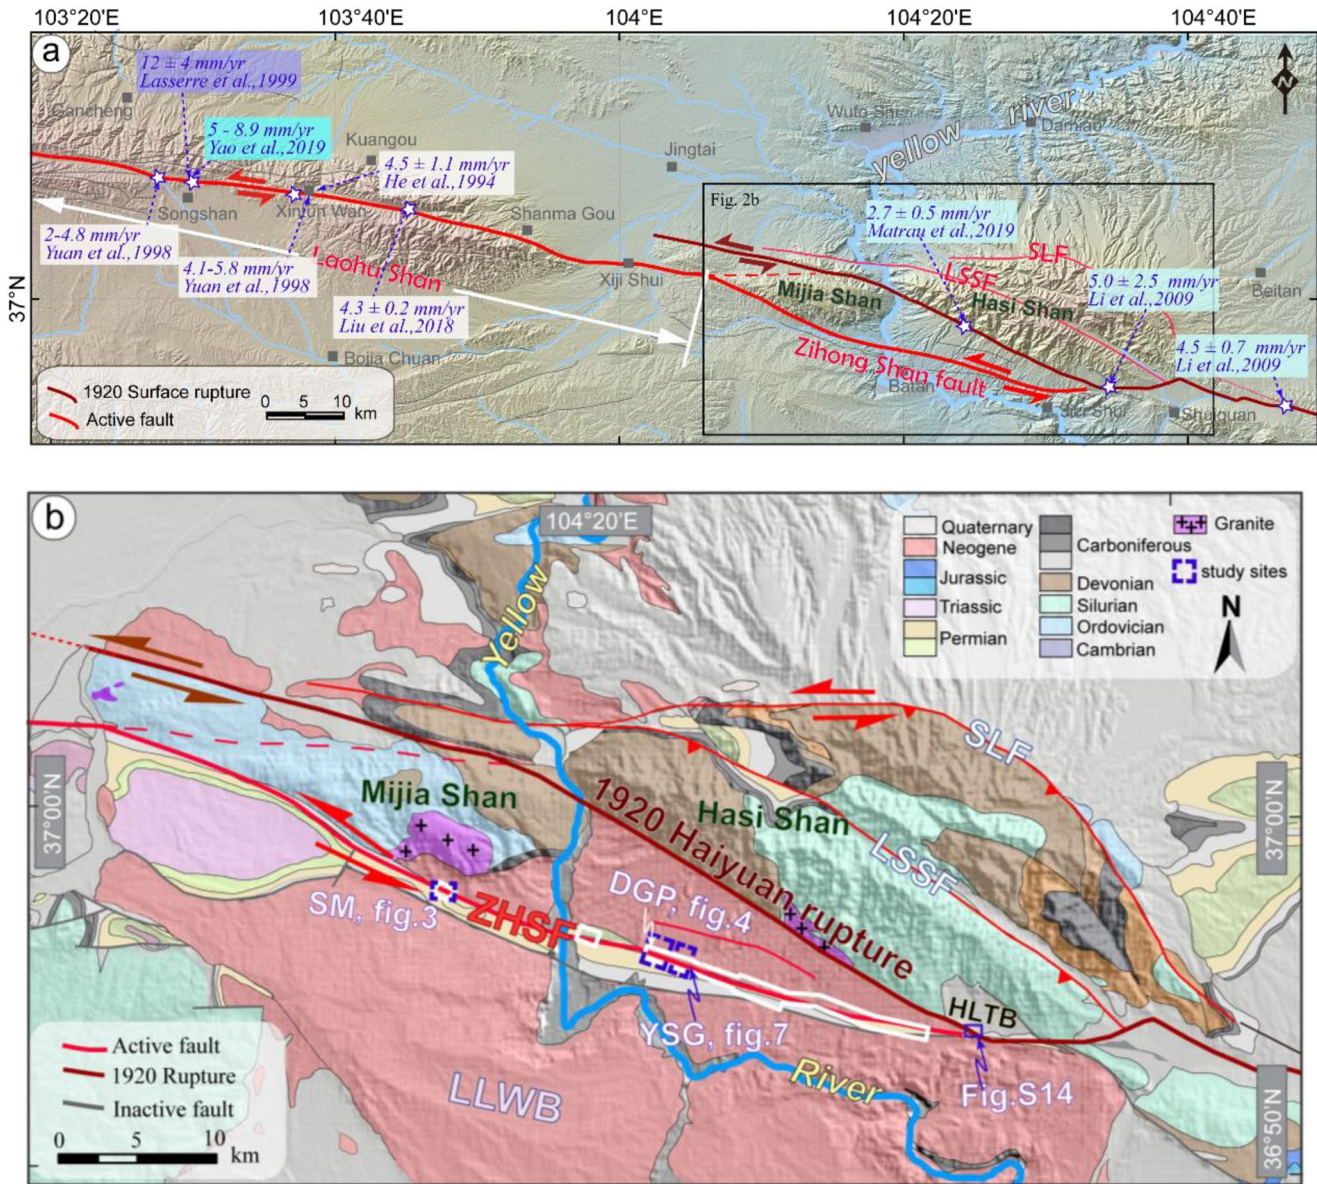 103°20'E
103°40'E
104°E
104°20'E
104°40'E
a
12 ± 4 mm/yr
Lasserre et al.,1999
Gancheng
5 - 8.9 mm/yr
Yao et al.,2019
Kuangou
4.5 ± 1.1 mm/yr
He et al.,1994
Jingtai
Wufo Shi
yellow river
Damiao
N
Fig. 2b
Songshan
Xinjun Wan
Shanma Gou
2.7 ± 0.5 mm/yr
Matrau et al.,2019
2-4.8 mm/yr
Yuan et al.,1998
4.1-5.8 mm/yr
Yuan et al.,1998
Laohu Shan
Xiji Shui
SLF
LSSF
5.0 ± 2.5 mm/yr
Li et al.,2009
Beitan
37°N
Mijia Shan
Hasi Shan
4.3 ± 0.2 mm/yr
Liu et al.,2018
4.5 ± 0.7 mm/yr
Li et al.,2009
Bojia Chuan
Zihong Shan fault
Batan
Shuiquan
1920 Surface rupture
Active fault
0 5 10
km
b
104°20'E
Quaternary
Neogene
Jurassic
Triassic
Permian
Carboniferous
Devonian
Silurian
Ordovician
Cambrian
Granite
study sites
N
Yellow
SLF
37°00'N
Mijia Shan
1920 Haiyuan rupture
Hasi Shan
LSSF
37°00'N
SM, fig.3
ZHSF
DGP, fig.4
YSG, fig.7
HLTB
Fig.S14
LLWB
River
36°50'N
Active fault
1920 Rupture
Inactive fault
0 5 10
km